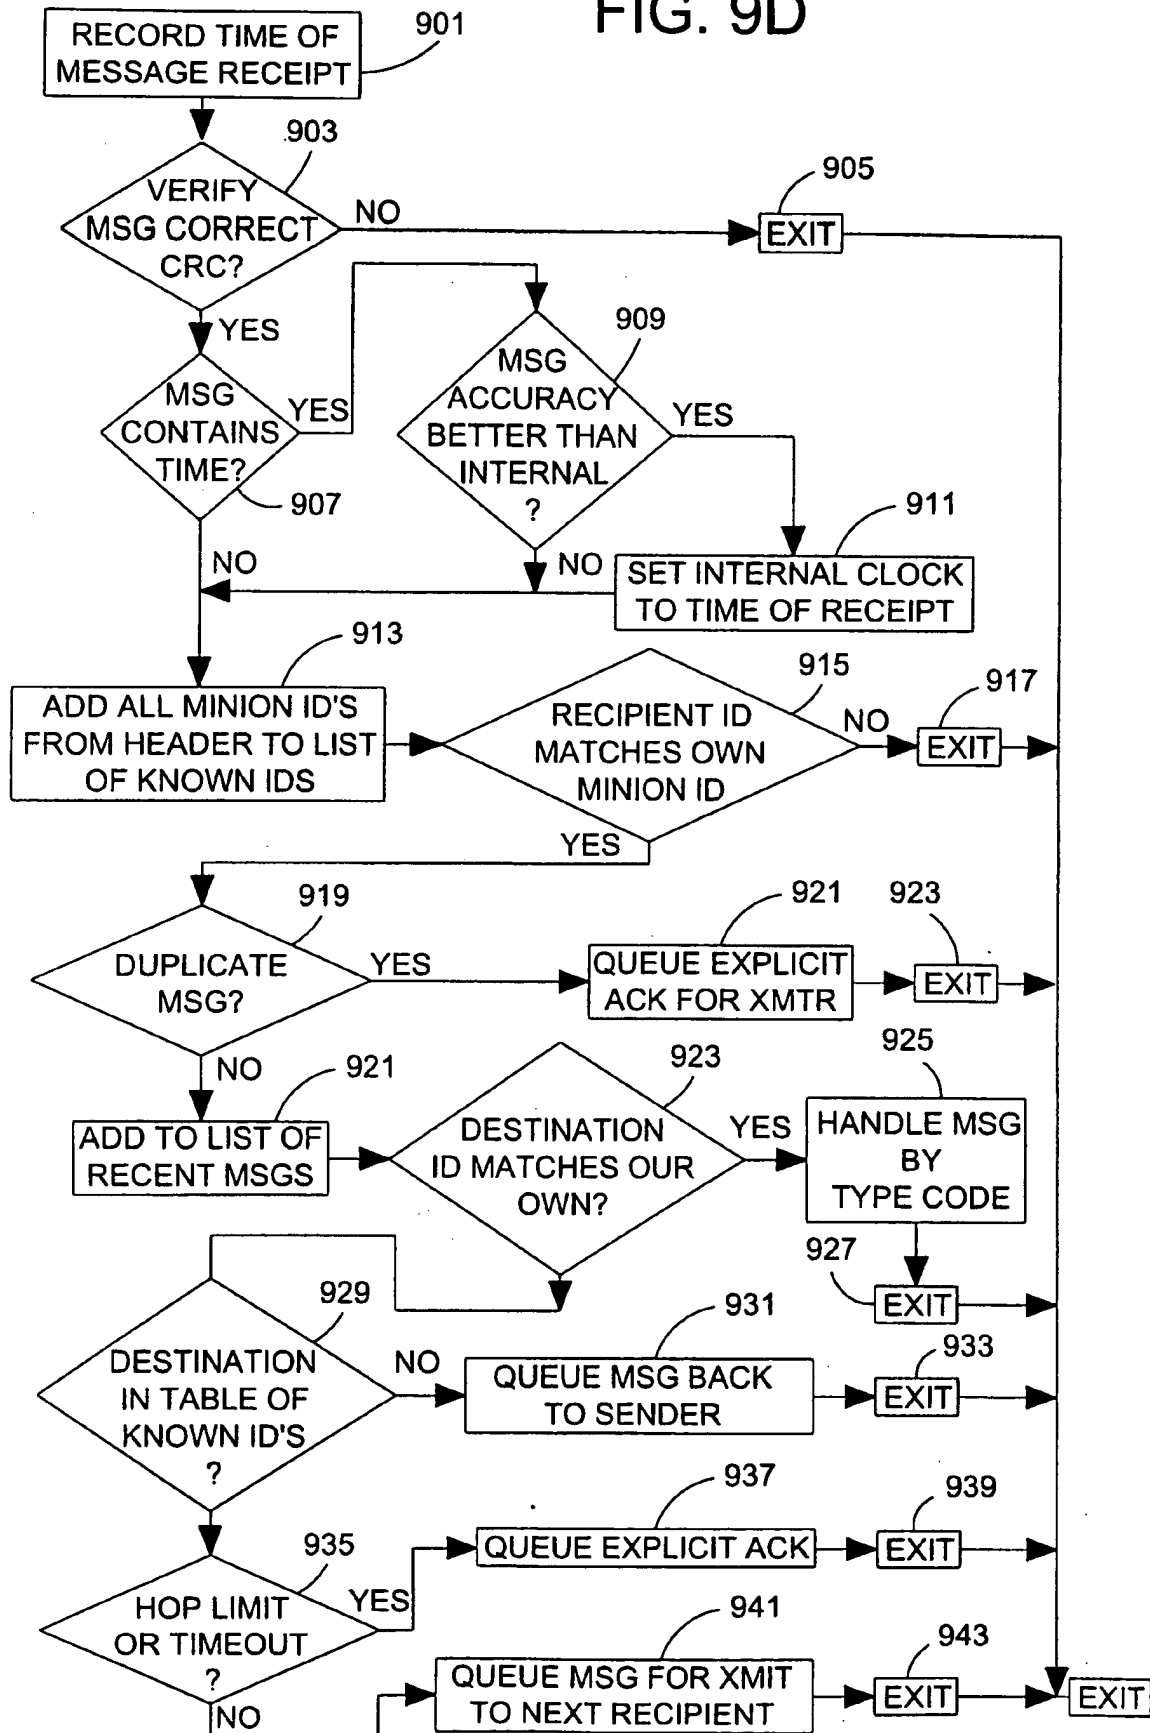 FIG. 9D
RECORD TIME OF
MESSAGE RECEIPT
901
903
VERIFY
MSG CORRECT
CRC?
NO
905
EXIT
YES
MSG
CONTAINS
TIME?
907
YES
909
MSG
ACCURACY
BETTER THAN
INTERNAL
?
YES
911
NO
NO
SET INTERNAL CLOCK
TO TIME OF RECEIPT
913
ADD ALL MINION ID'S
FROM HEADER TO LIST
OF KNOWN IDS
915
RECIPIENT ID
MATCHES OWN
MINION ID
NO
917
EXIT
YES
919
DUPLICATE
MSG?
YES
921
QUEUE EXPLICIT
ACK FOR XMTR
923
EXIT
NO
921
ADD TO LIST OF
RECENT MSGS
923
DESTINATION
ID MATCHES OUR
OWN?
YES
925
HANDLE MSG
BY
TYPE CODE
927
EXIT
929
DESTINATION
IN TABLE OF
KNOWN ID'S
?
NO
931
QUEUE MSG BACK
TO SENDER
933
EXIT
935
HOP LIMIT
OR TIMEOUT
?
YES
937
QUEUE EXPLICIT ACK
939
EXIT
NO
941
QUEUE MSG FOR XMIT
TO NEXT RECIPIENT
943
EXIT
EXIT